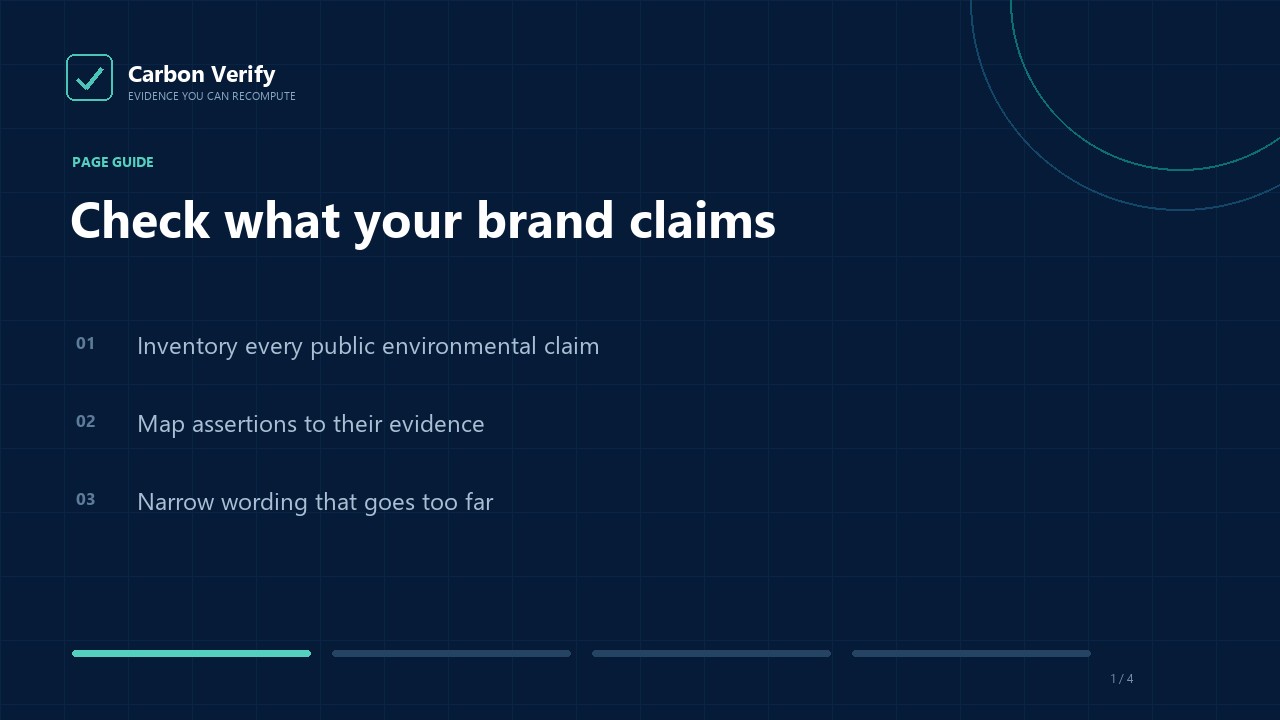 Carbon Verify
EVIDENCE YOU CAN RECOMPUTE
PAGE GUIDE
Check what your brand claims
01 Inventory every public environmental claim
02 Map assertions to their evidence
03 Narrow wording that goes too far
1 / 4